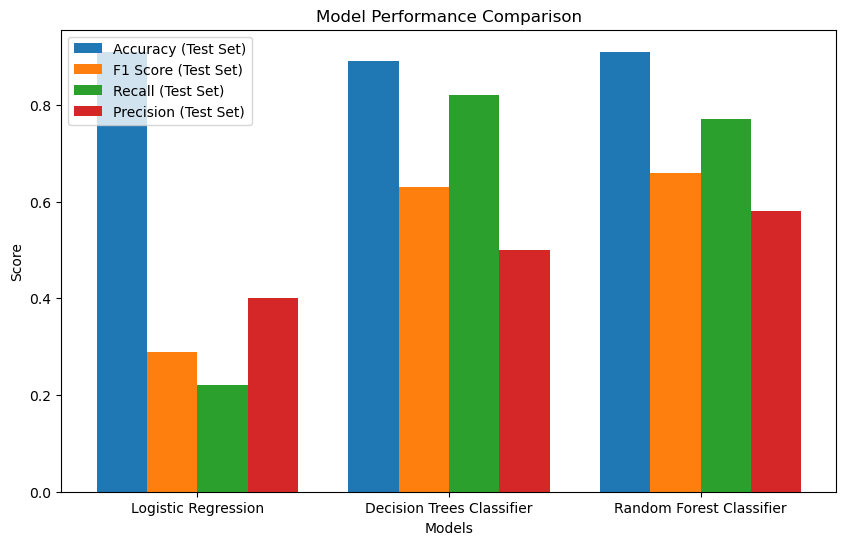 Model Performance Comparison
Accuracy (Test Set)
F1 Score (Test Set)
Recall (Test Set)
Precision (Test Set)
Score
0.8
0.6
0.4
0.2
0.0
Logistic Regression
Decision Trees Classifier
Random Forest Classifier
Models